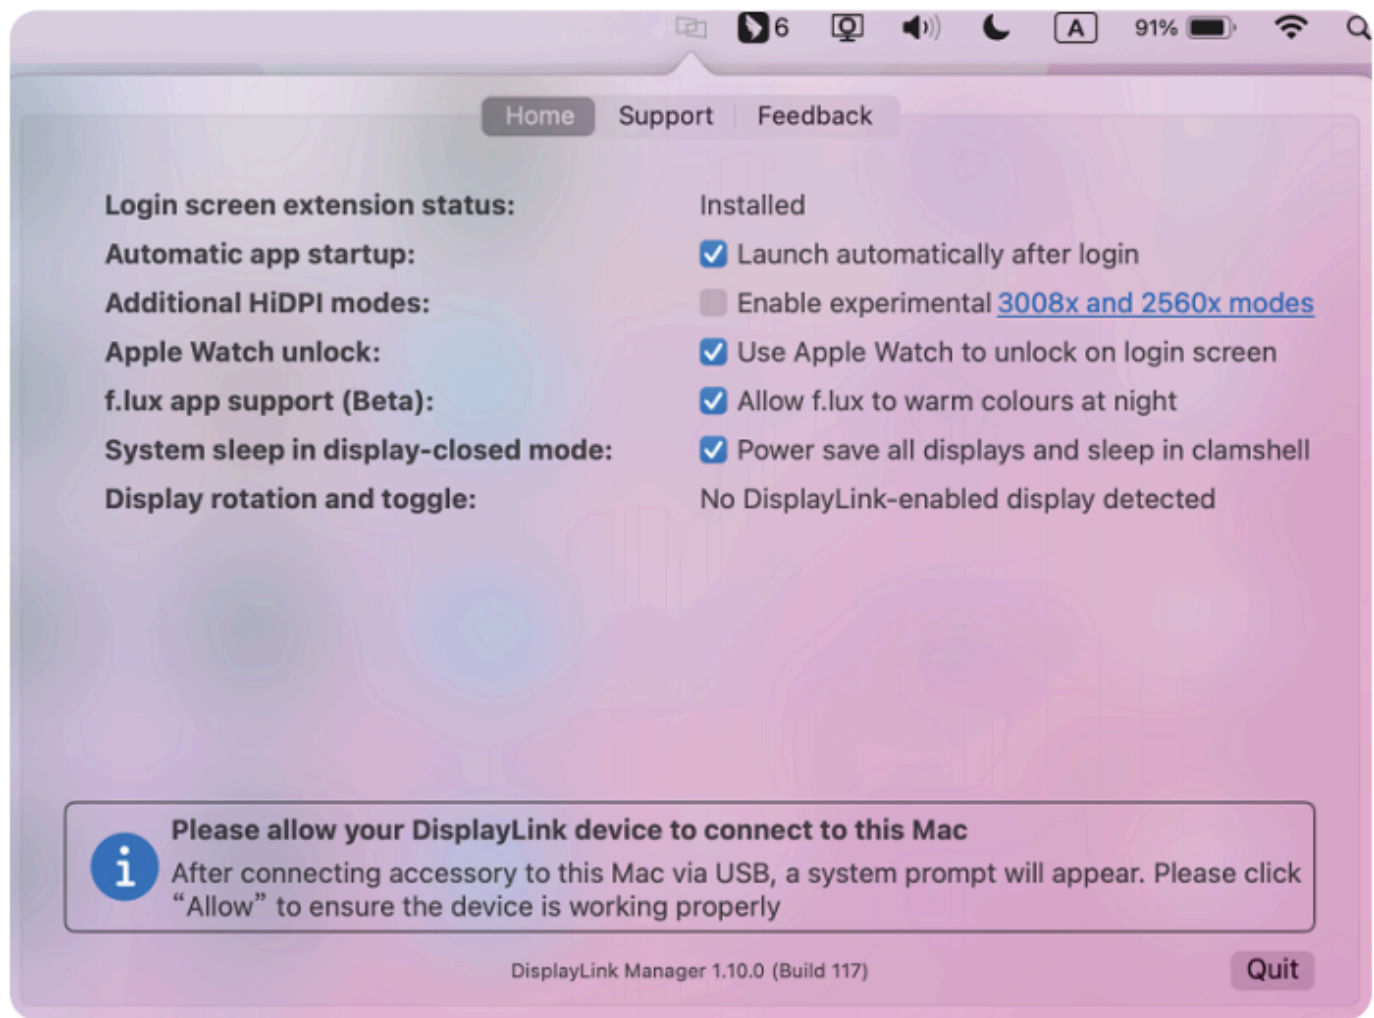 6 A 91%
Home Support Feedback
Login screen extension status: Installed
Automatic app startup: Launch automatically after login
Additional HiDPI modes: Enable experimental 3008x and 2560x modes
Apple Watch unlock: Use Apple Watch to unlock on login screen
f.lux app support (Beta): Allow f.lux to warm colours at night
System sleep in display-closed mode: Power save all displays and sleep in clamshell
Display rotation and toggle: No DisplayLink-enabled display detected
Please allow your DisplayLink device to connect to this Mac
After connecting accessory to this Mac via USB, a system prompt will appear. Please click
“Allow” to ensure the device is working properly
DisplayLink Manager 1.10.0 (Build 117)
Quit